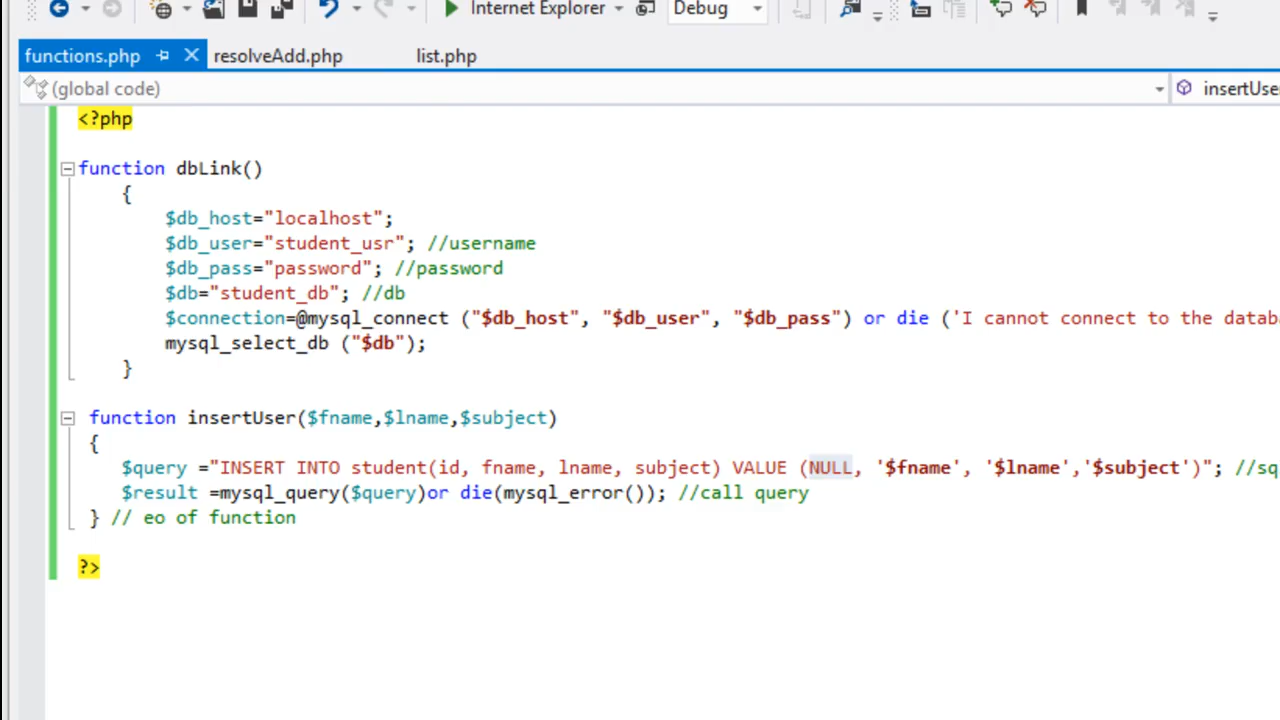 Internet Explorer Debug
functions.php resolveAdd.php list.php
(global code) insertUse
<?php
function dbLink()
{
$db_host="localhost";
$db_user="student_usr"; //username
$db_pass="password"; //password
$db="student_db"; //db
$connection=@mysql_connect ("$db_host", "$db_user", "$db_pass") or die ('I cannot connect to the databa
mysql_select_db ("$db");
}
function insertUser($fname,$lname,$subject)
{
$query ="INSERT INTO student(id, fname, lname, subject) VALUE (NULL, '$fname', '$lname','$subject')"; //sq
$result =mysql_query($query)or die(mysql_error()); //call query
} // eo of function
?>